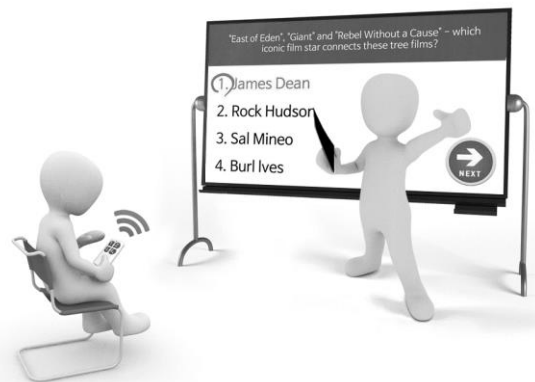 "East of Eden", "Giant" and "Rebel Without a Cause" - which
iconic film star connects these tree films?
1. James Dean
2. Rock Hudson
3. Sal Mineo
4. Burl Ives
NEXT